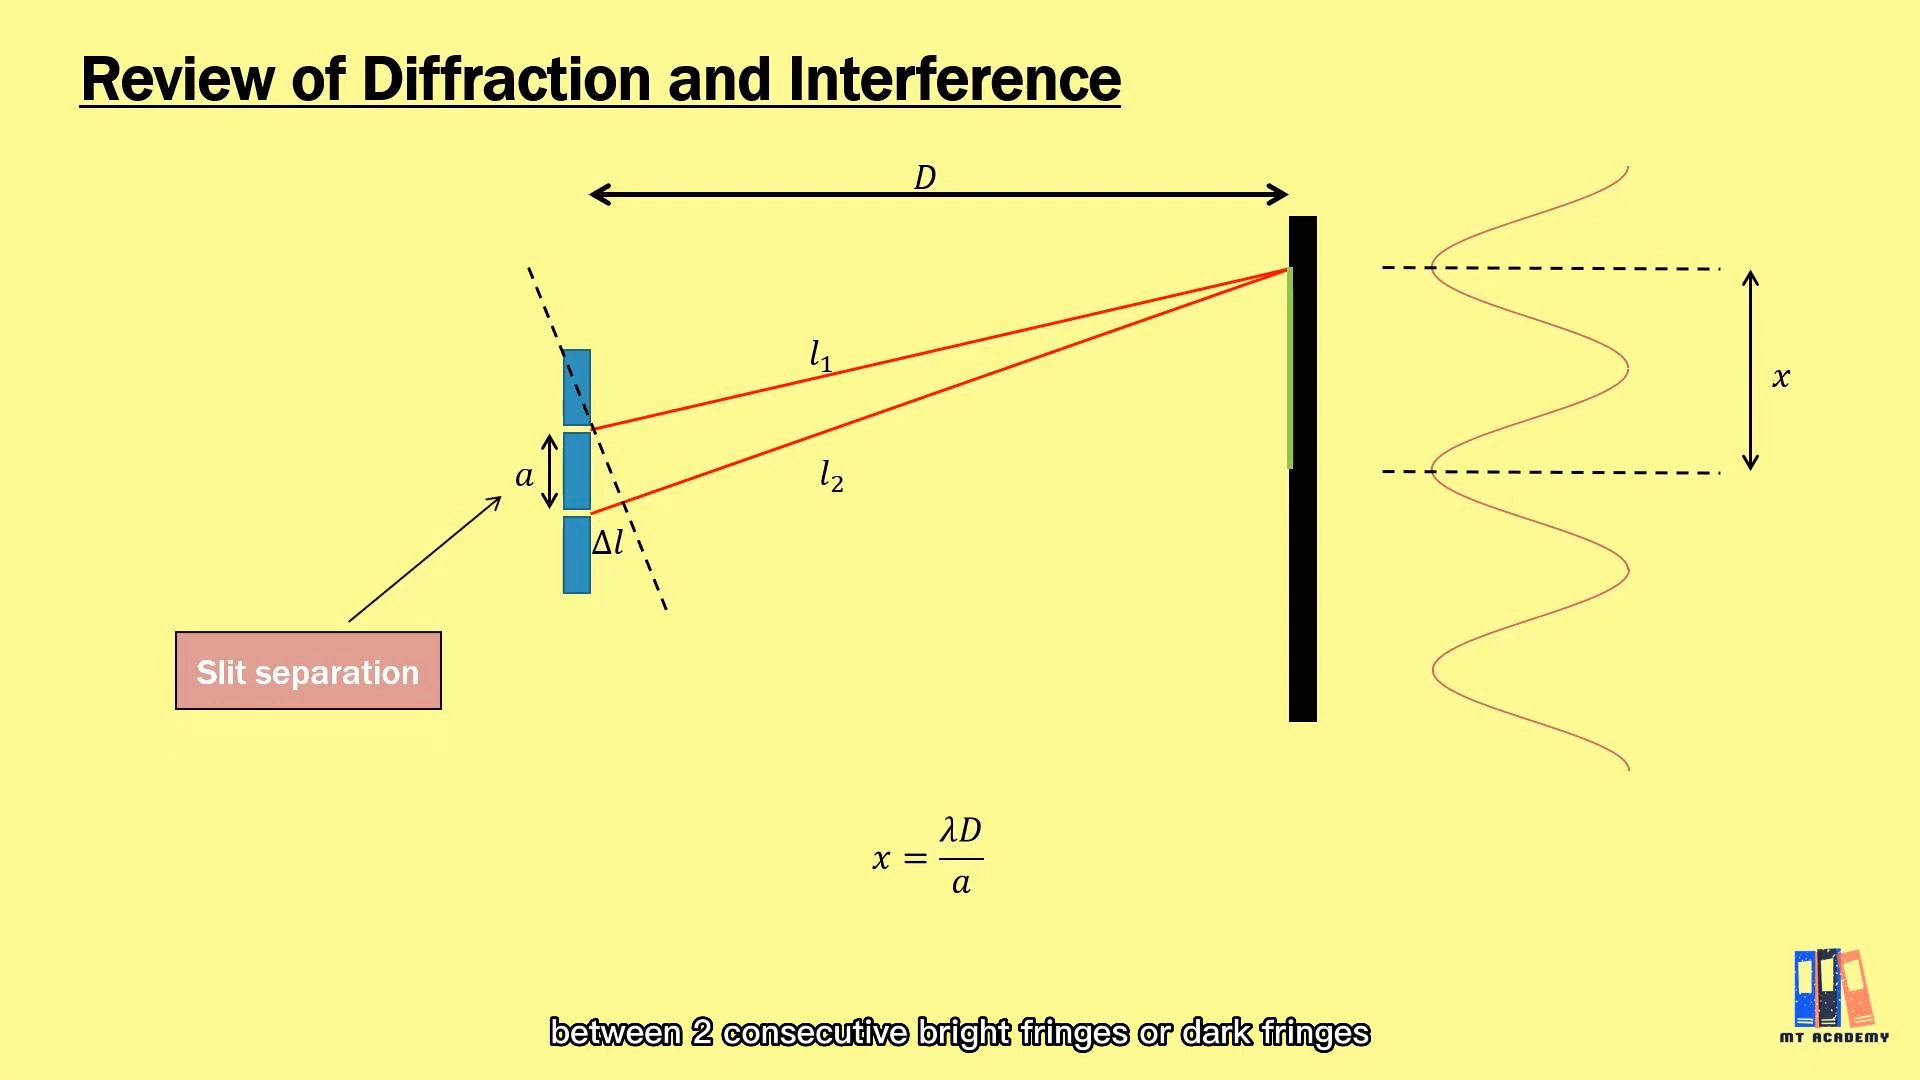 Review of Diffraction and Interference
D
l₁
x
a
l₂
Δl
Slit separation
x = λD/a
MT ACADEMY
between 2 consecutive bright fringes or dark fringes